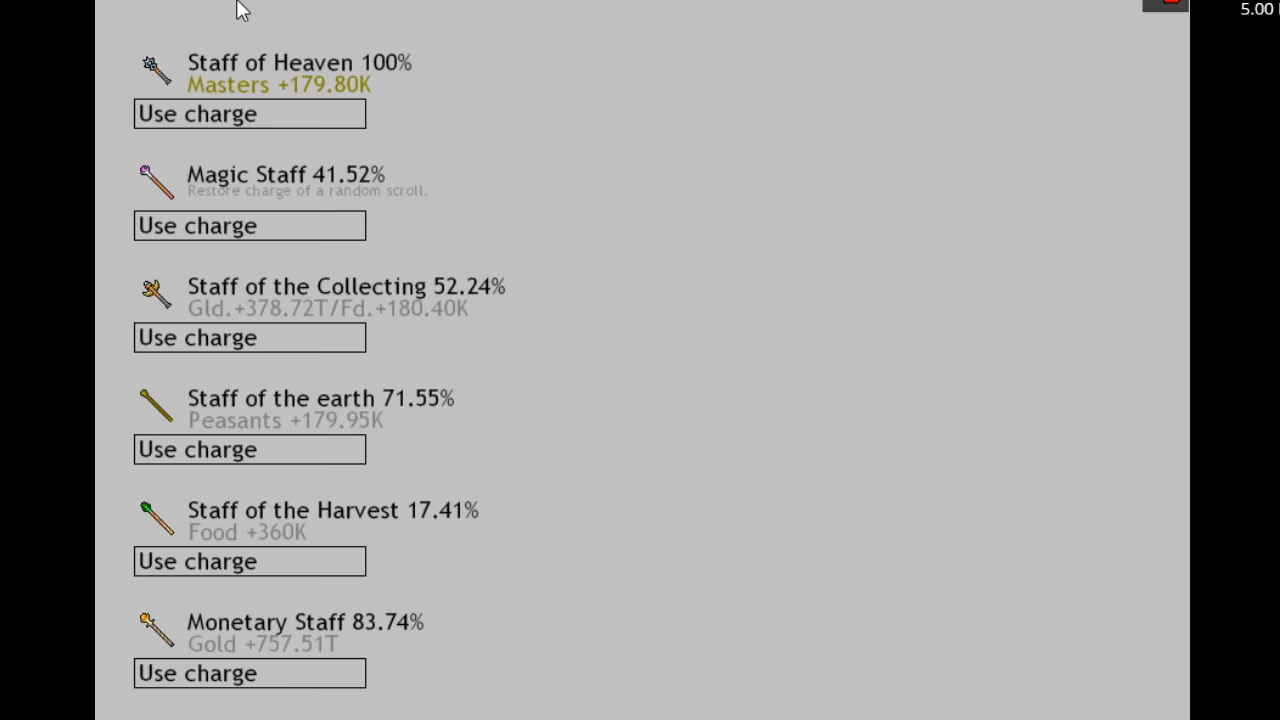 5.00
Staff of Heaven 100%
Masters +179.80K
Use charge
Magic Staff 41.52%
Restore charge of a random scroll.
Use charge
Staff of the Collecting 52.24%
Gld.+378.72T/Fd.+180.40K
Use charge
Staff of the earth 71.55%
Peasants +179.95K
Use charge
Staff of the Harvest 17.41%
Food +360K
Use charge
Monetary Staff 83.74%
Gold +757.51T
Use charge